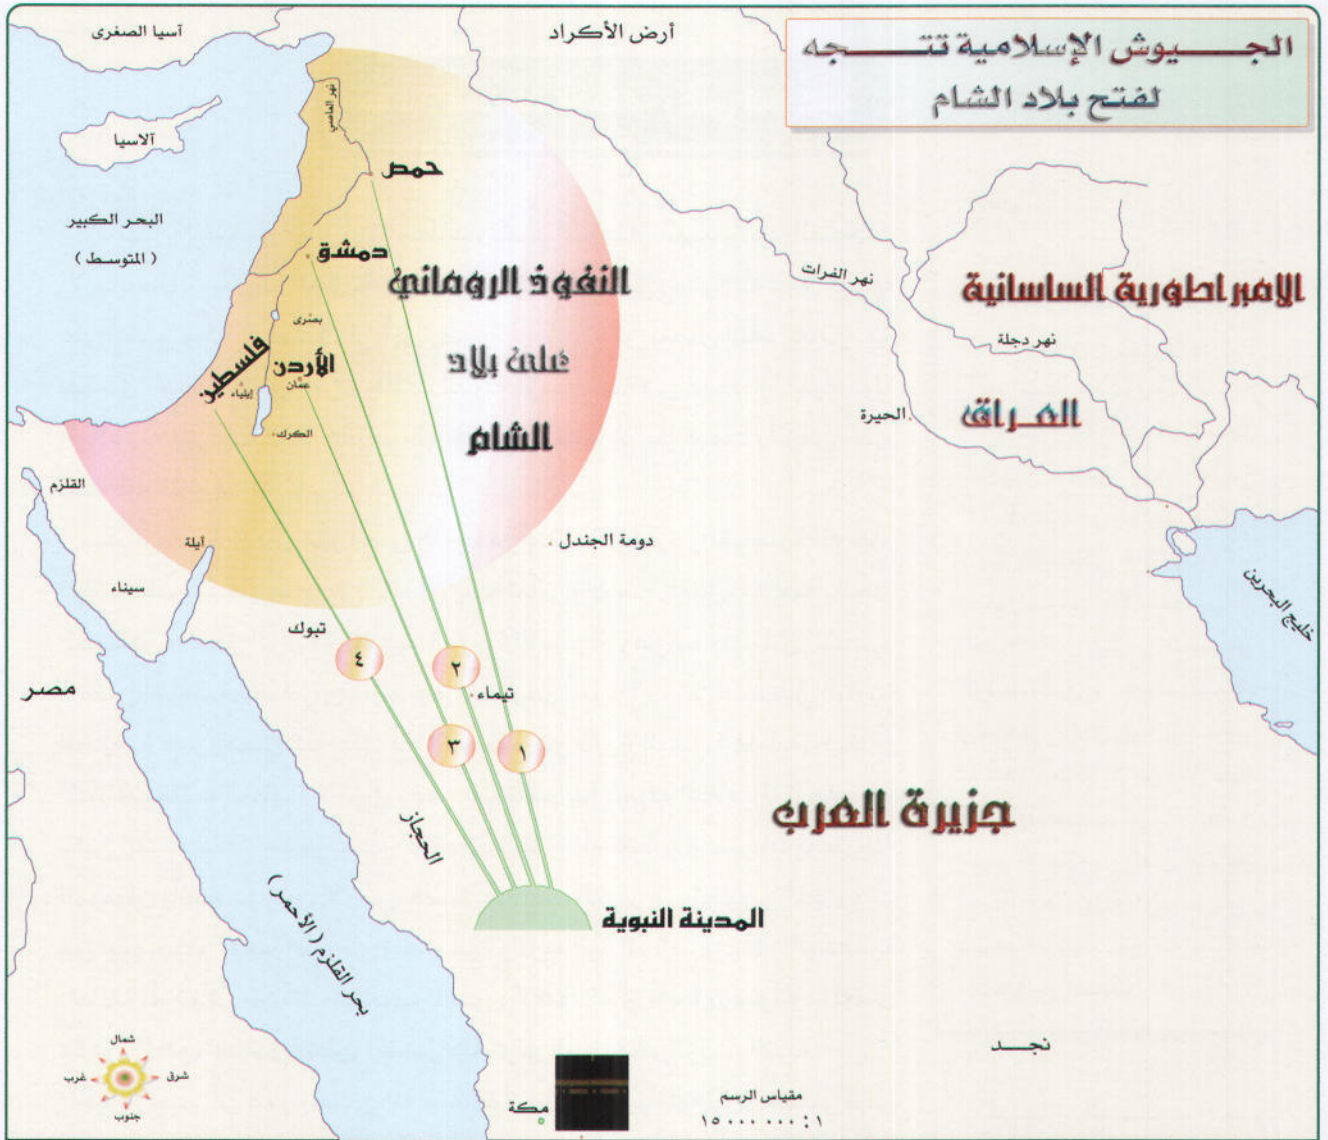 الجيوش الإسلامية تتجه
لفتح بلاد الشام
آسيا الصغرى
أرض الأكراد
نهر العاصي
آلاسيا
حمص
البحر الكبير
(المتوسط)
دمشق
النفوذ الروماني
على بلاد
الشام
نهر الفرات
الامبراطورية الساسانية
نهر دجلة
بصرى
فلسطين
الأردن
عمان
إيلياء
الكرك
الحيرة
العراق
القلزم
أيلة
سيناء
دومة الجندل
خليج البحرين
تبوك
٤
٢
تيماء
مصر
٣
١
الحجاز
جزيرة العرب
المدينة النبوية
بحر القلزم (الأحمر)
نجد
شمال
شرق
غرب
جنوب
مكة
مقياس الرسم
١ : ١٥٠٠٠٠٠٠